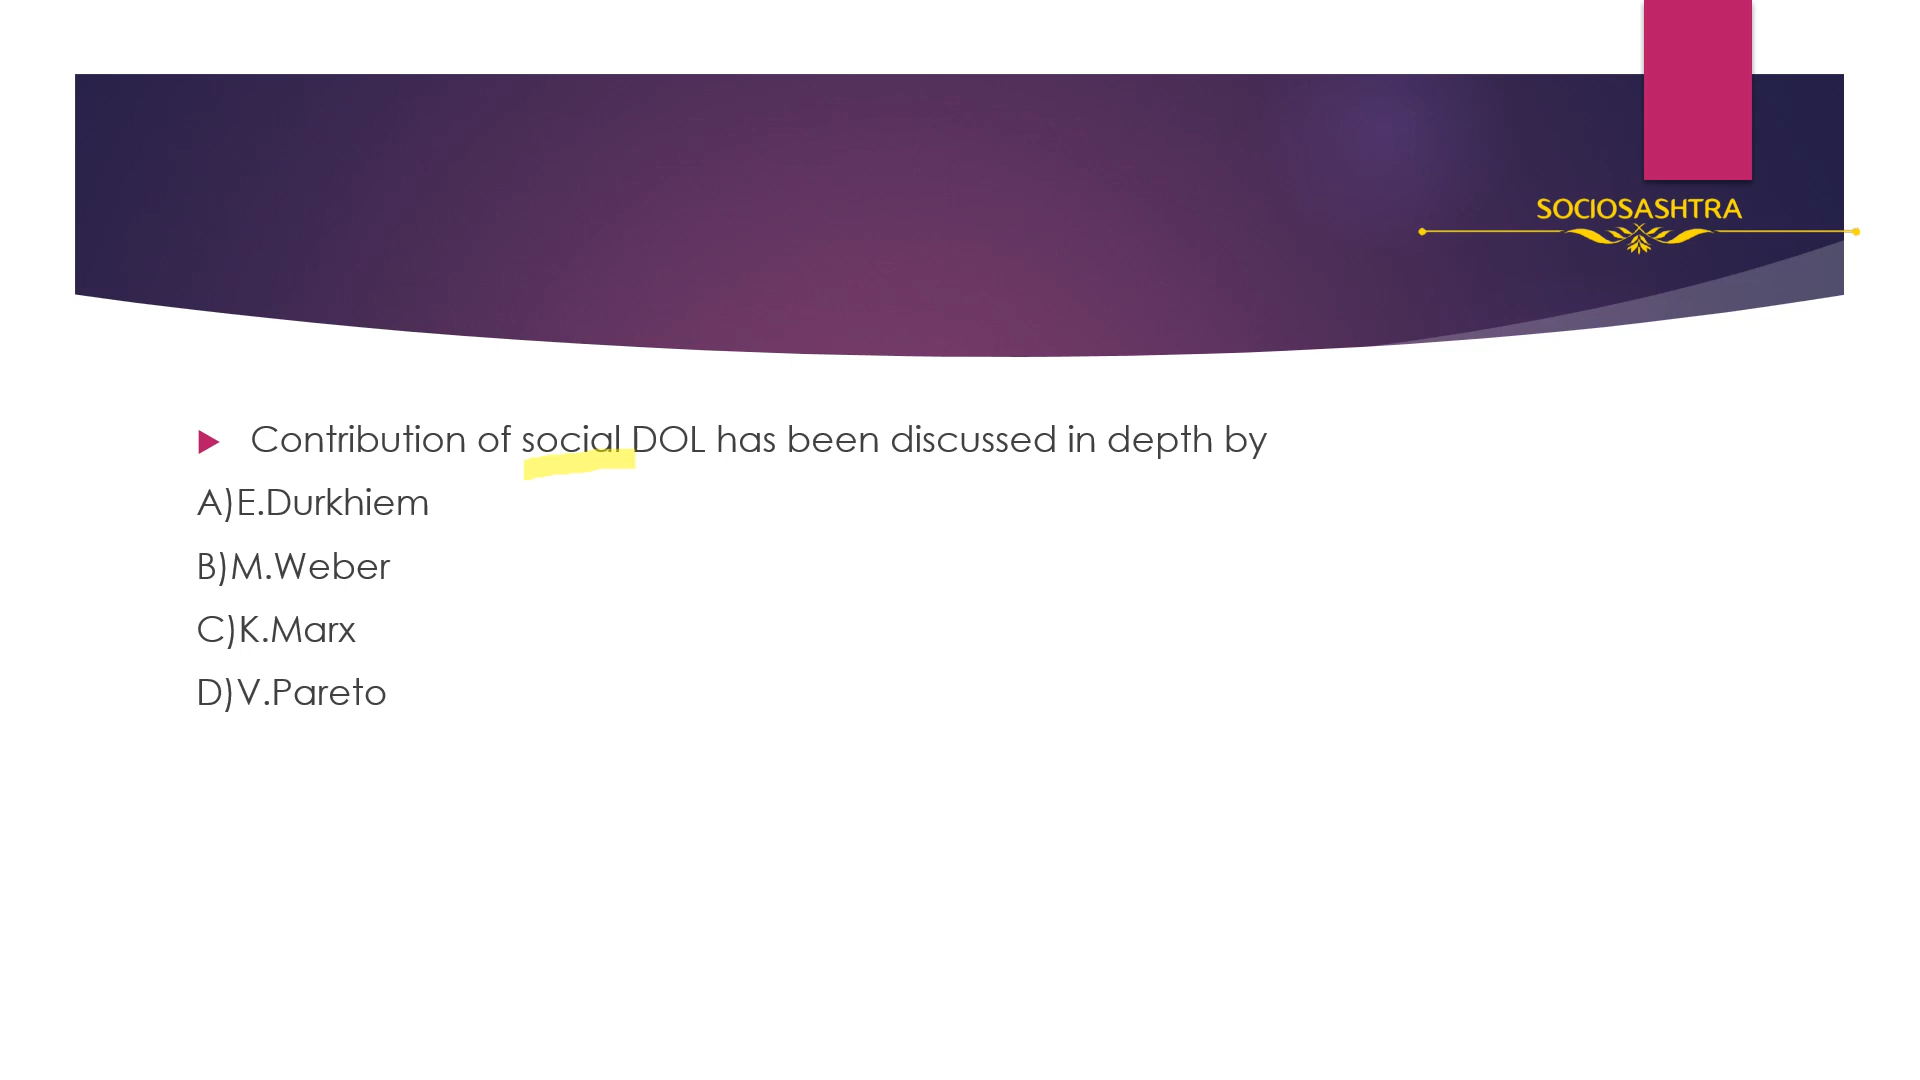 SOCIOSASHTRA
Contribution of social DOL has been discussed in depth by
A)E.Durkhiem
B)M.Weber
C)K.Marx
D)V.Pareto